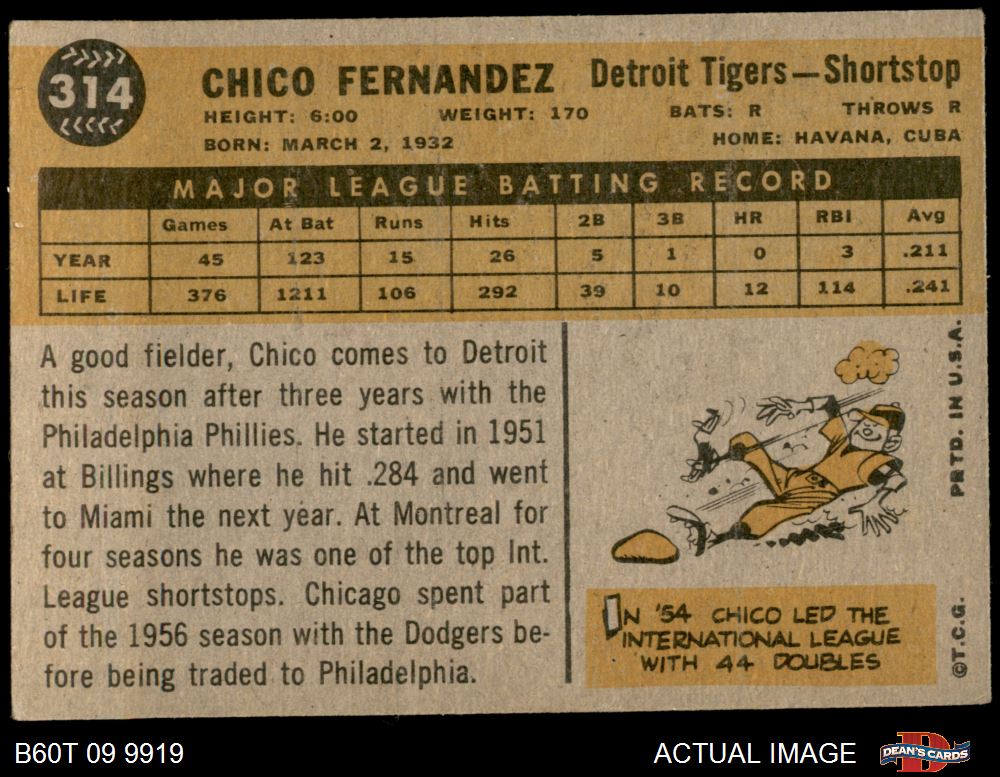 314
CHICO FERNANDEZ Detroit Tigers—Shortstop
HEIGHT: 6:00 WEIGHT: 170 BATS: R THROWS R
BORN: MARCH 2, 1932 HOME: HAVANA, CUBA
MAJOR LEAGUE BATTING RECORD
Games At Bat Runs Hits 2B 3B HR RBI Avg
YEAR 45 123 15 26 5 1 0 3 .211
LIFE 376 1211 106 292 39 10 12 114 .241
A good fielder, Chico comes to Detroit
this season after three years with the
Philadelphia Phillies. He started in 1951
at Billings where he hit .284 and went
to Miami the next year. At Montreal for
four seasons he was one of the top Int.
League shortstops. Chicago spent part
of the 1956 season with the Dodgers be-
fore being traded to Philadelphia.
IN '54 CHICO LED THE
INTERNATIONAL LEAGUE
WITH 44 DOUBLES
©T.C.G. PRTD. IN U.S.A.
B60T 09 9919 ACTUAL IMAGE DEAN'S CARDS